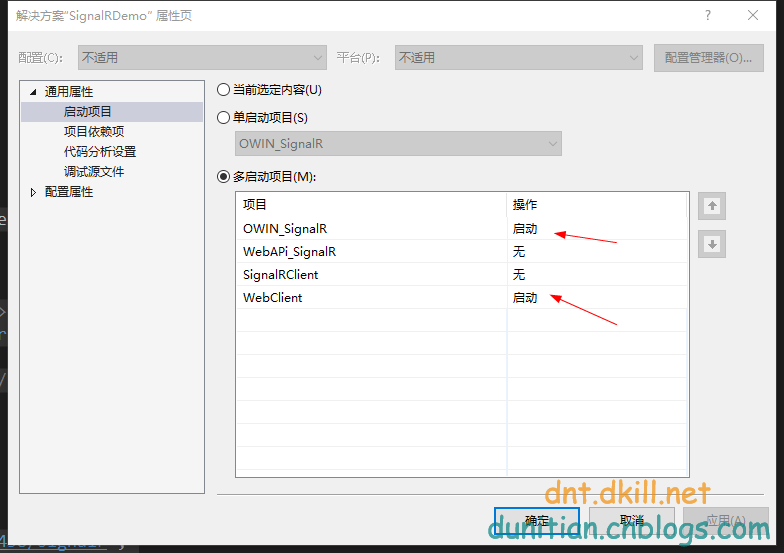 解决方案"SignalRDemo" 属性页
?
配置(C):
不适用
平台(P):
不适用
配置管理器(O)...
通用属性
启动项目
项目依赖项
代码分析设置
调试源文件
配置属性
当前选定内容(U)
单启动项目(S)
OWIN_SignalR
多启动项目(M):
项目 操作
OWIN_SignalR 启动
WebAPi_SignalR 无
SignalRClient 无
WebClient 启动
dnt.dkill.net
确定
取消
应用(A)
dunitian.cnblogs.com